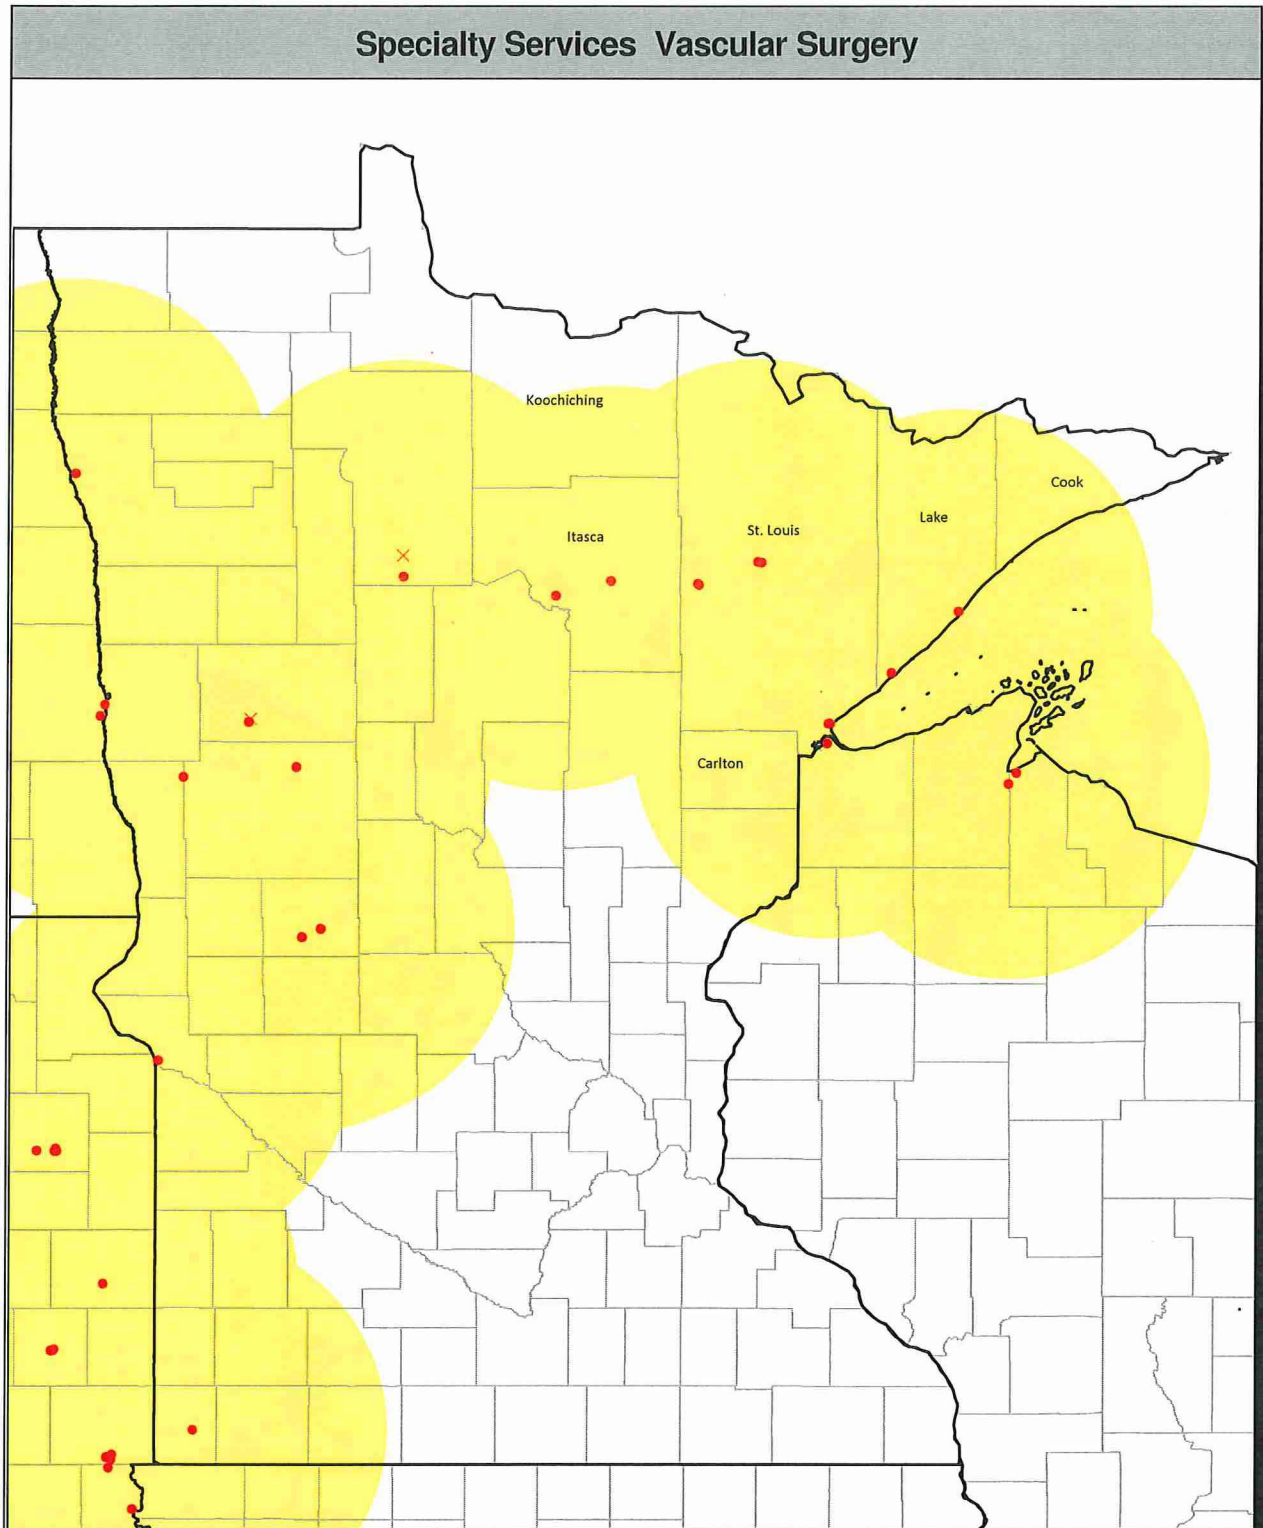 Specialty Services Vascular Surgery
Koochiching
Cook
Lake
St. Louis
Itasca
Carlton